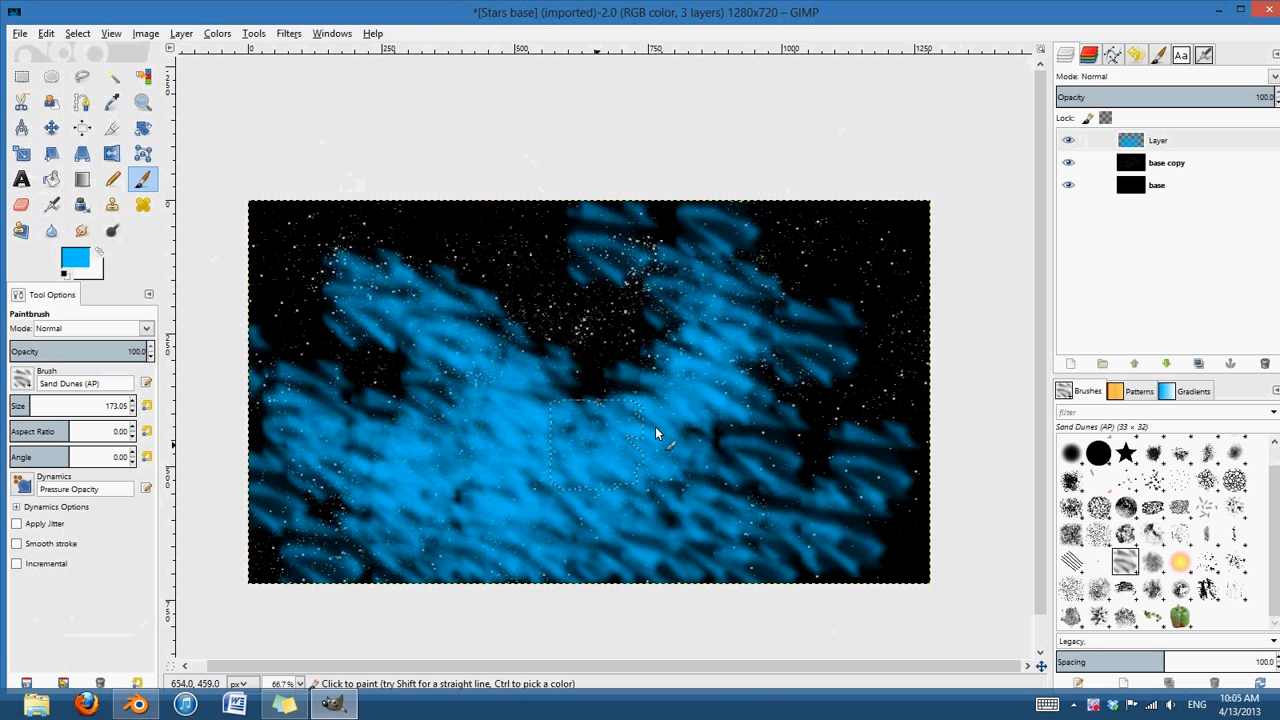 *[Stars base] (imported)-2.0 (RGB color, 3 layers) 1280x720 – GIMP
File Edit Select View Image Layer Colors Tools Filters Windows Help
0 250 500 750 1000 1250
Mode: Normal
Opacity 100.0
Lock:
Layer
base copy
base
Tool Options
Paintbrush
Mode: Normal
Opacity 100.0
Brush
Sand Dunes (AP)
Size 173.05
Aspect Ratio 0.00
Angle 0.00
Dynamics
Pressure Opacity
Dynamics Options
Apply Jitter
Smooth stroke
Incremental
Brushes Patterns Gradients
filter
Sand Dunes (AP) (33 × 32)
Legacy,
Spacing 100.0
654.0, 459.0 px 66.7% Click to paint (try Shift for a straight line, Ctrl to pick a color)
ENG
10:05 AM
4/13/2013